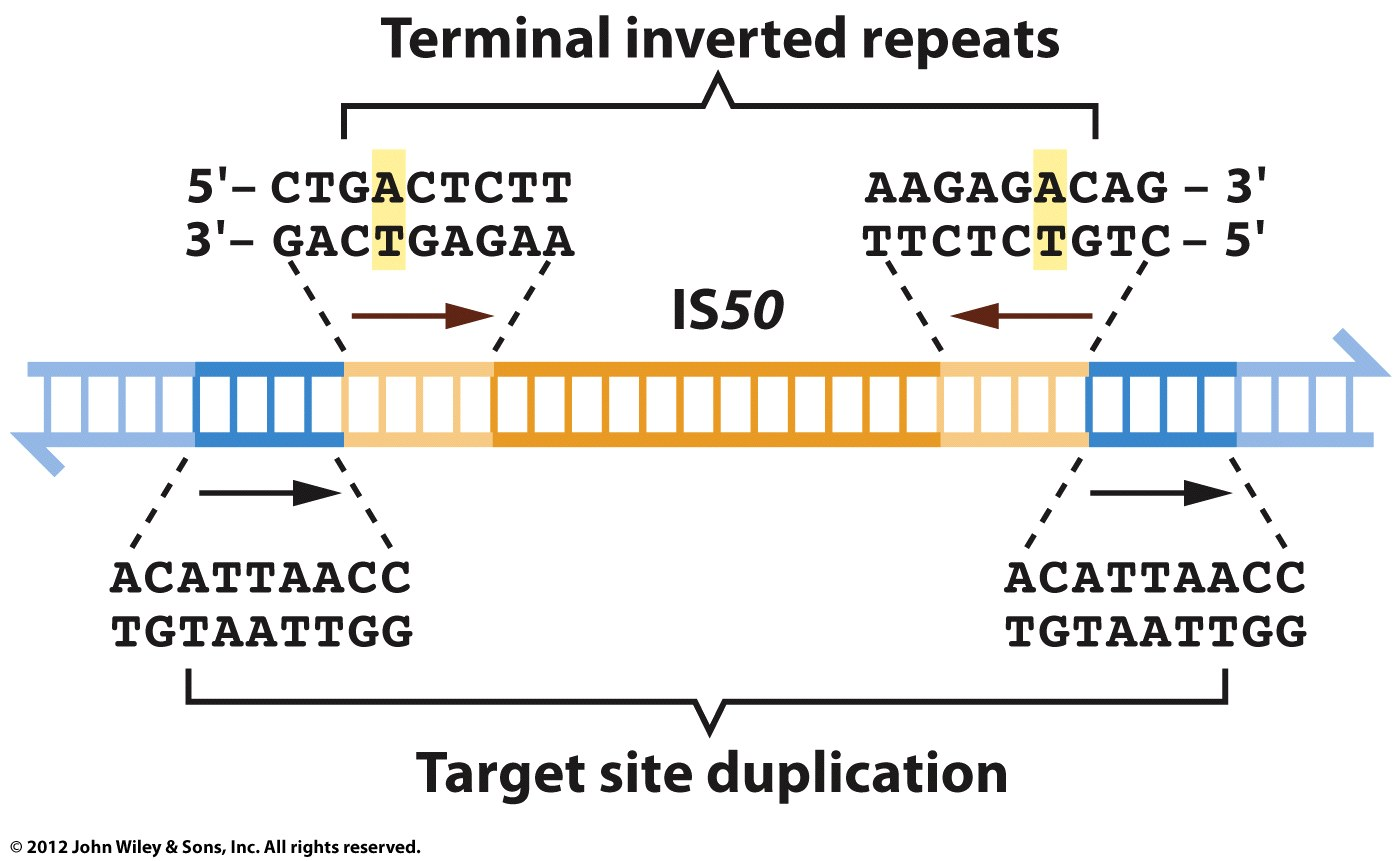 Terminal inverted repeats
5'– CTGACTCTT AAGAGACAG – 3'
3'– GACTGAGAA TTCTCTGTC – 5'
IS50
ACATTAACC ACATTAACC
TGTAATTGG TGTAATTGG
Target site duplication
© 2012 John Wiley & Sons, Inc. All rights reserved.